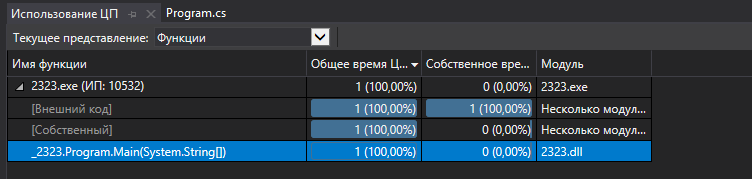 Использование ЦП Program.cs
Текущее представление: Функции
Имя функции Общее время Ц... Собственное вре... Модуль
2323.exe (ИП: 10532) 1 (100,00%) 0 (0,00%) 2323.exe
[Внешний код] 1 (100,00%) 1 (100,00%) Несколько модул...
[Собственный] 1 (100,00%) 0 (0,00%) Несколько модул...
_2323.Program.Main(System.String[]) 1 (100,00%) 0 (0,00%) 2323.dll